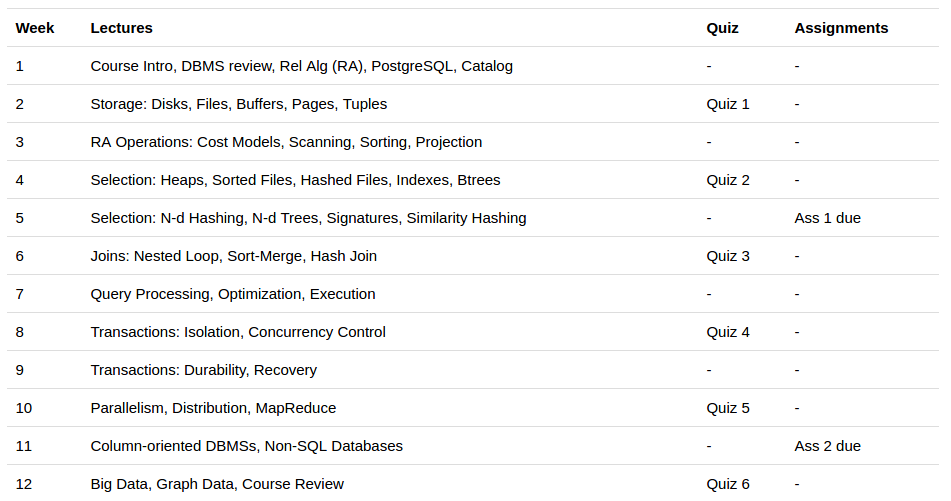 Week Lectures Quiz Assignments
1 Course Intro, DBMS review, Rel Alg (RA), PostgreSQL, Catalog - -
2 Storage: Disks, Files, Buffers, Pages, Tuples Quiz 1 -
3 RA Operations: Cost Models, Scanning, Sorting, Projection - -
4 Selection: Heaps, Sorted Files, Hashed Files, Indexes, Btrees Quiz 2 -
5 Selection: N-d Hashing, N-d Trees, Signatures, Similarity Hashing - Ass 1 due
6 Joins: Nested Loop, Sort-Merge, Hash Join Quiz 3 -
7 Query Processing, Optimization, Execution - -
8 Transactions: Isolation, Concurrency Control Quiz 4 -
9 Transactions: Durability, Recovery - -
10 Parallelism, Distribution, MapReduce Quiz 5 -
11 Column-oriented DBMSs, Non-SQL Databases - Ass 2 due
12 Big Data, Graph Data, Course Review Quiz 6 -